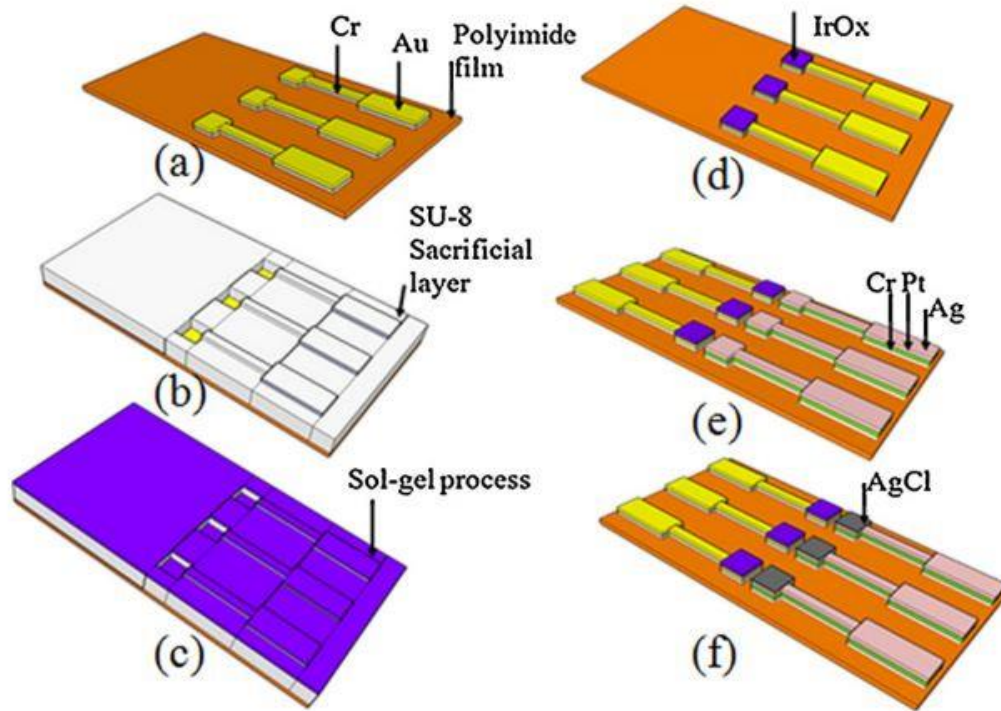 Cr
Au
Polyimide
film
(a)
SU-8
Sacrificial
layer
(b)
Sol-gel process
(c)
IrOx
(d)
Cr Pt
Ag
(e)
AgCl
(f)